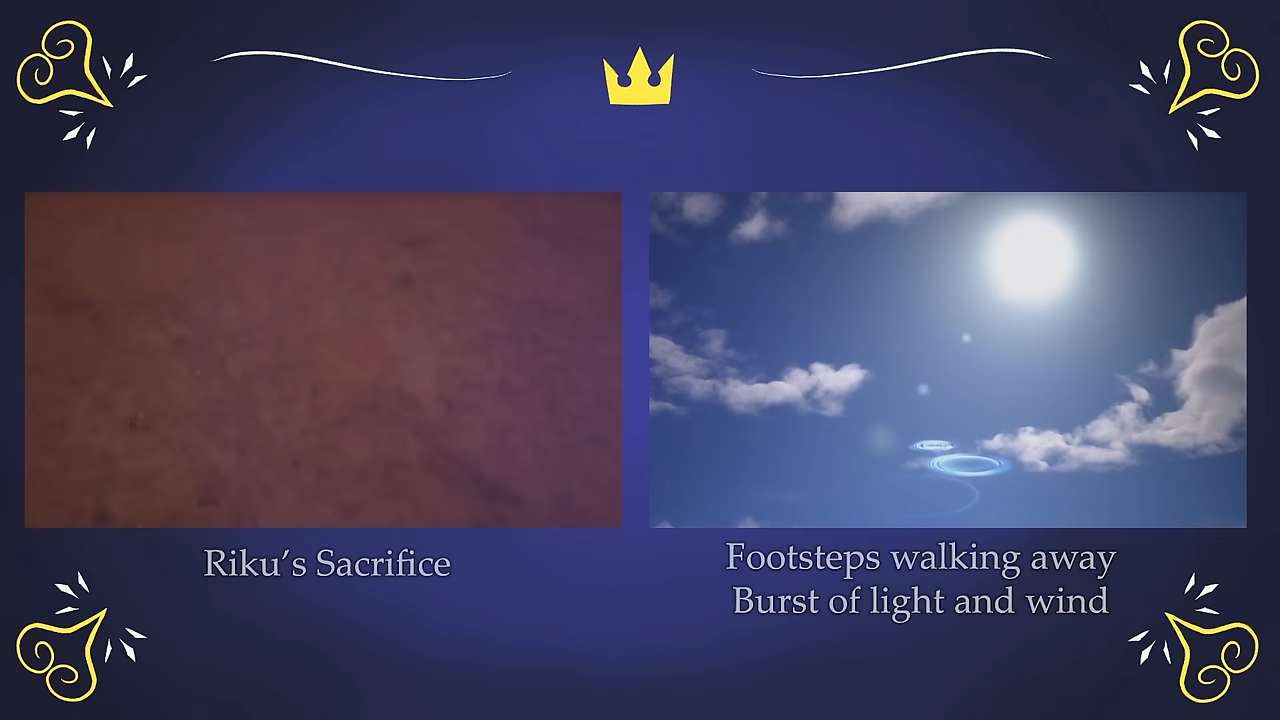 Riku’s Sacrifice
Footsteps walking away
Burst of light and wind